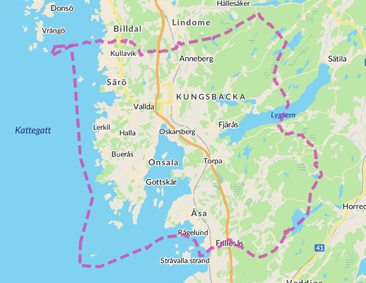 Donsö
Hällesåker
Lindome
Vrångö
Billdal
Kullavik
Anneberg
Sätila
Särö
KUNGSBACKA
Vallda
Lygnern
Kattegatt
Lerkil
Halla
Oskarsberg
Fjärås
Buerås
Onsala
Torpa
Gottskär
Horred
Åsa
Rågelund
Frillesås
41
Stråvalla strand